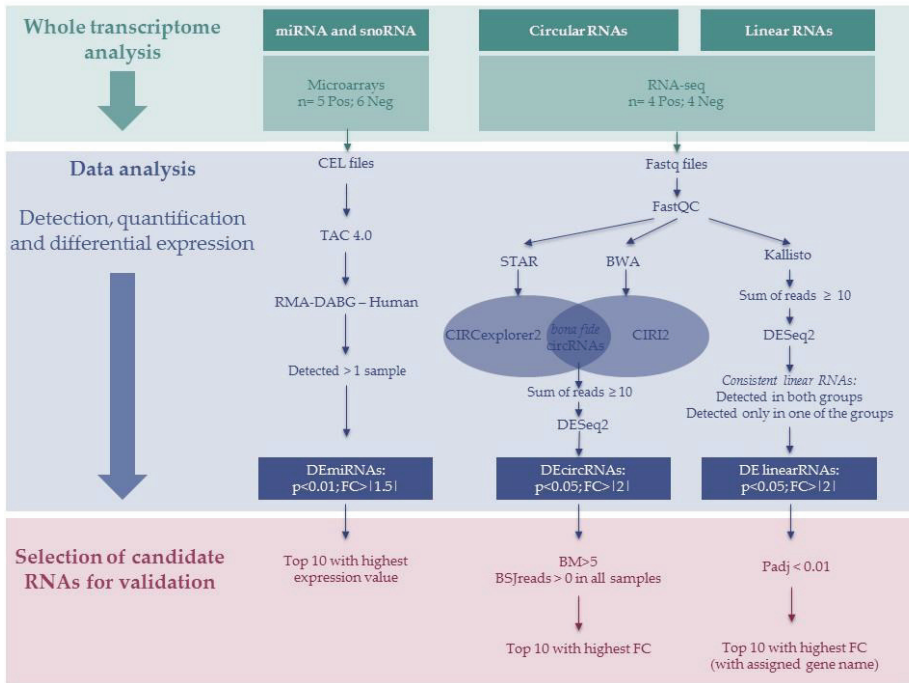 Whole transcriptome
analysis
miRNA and snoRNA
Circular RNAs
Linear RNAs
Microarrays
n= 5 Pos; 6 Neg
RNA-seq
n= 4 Pos; 4 Neg
Data analysis
Detection, quantification
and differential expression
CEL files
TAC 4.0
RMA-DABG – Human
Detected >1 sample
DEmiRNAs:
p<0.01; FC>|1.5|
Fastq files
FastQC
STAR
BWA
Kallisto
CIRCexplorer2
bona fide
circRNAs
CIRI2
Sum of reads ≥10
DESeq2
DEcircRNAs:
p<0.05; FC>|2|
Sum of reads ≥ 10
DESeq2
Consistent linear RNAs:
Detected in both groups
Detected only in one of the groups
DE linearRNAs:
p<0.05; FC>|2|
Selection of candidate
RNAs for validation
Top 10 with highest
expression value
BM>5
BSJreads > 0 in all samples
Top 10 with highest FC
Padj < 0.01
Top 10 with highest FC
(with assigned gene name)